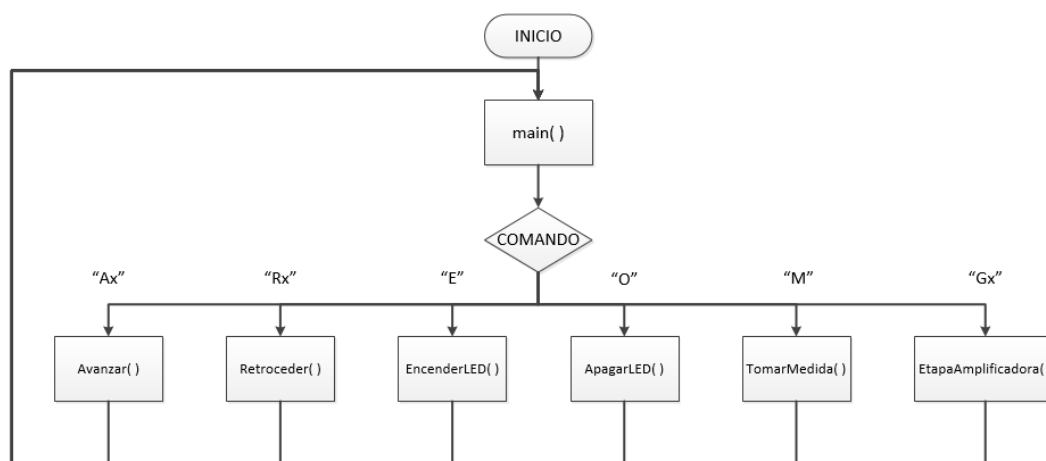 INICIO
main( )
COMANDO
“Ax” “Rx” “E” “O” “M” “Gx”
Avanzar( ) Retroceder( ) EncenderLED( ) ApagarLED( ) TomarMedida( ) EtapaAmplificadora(